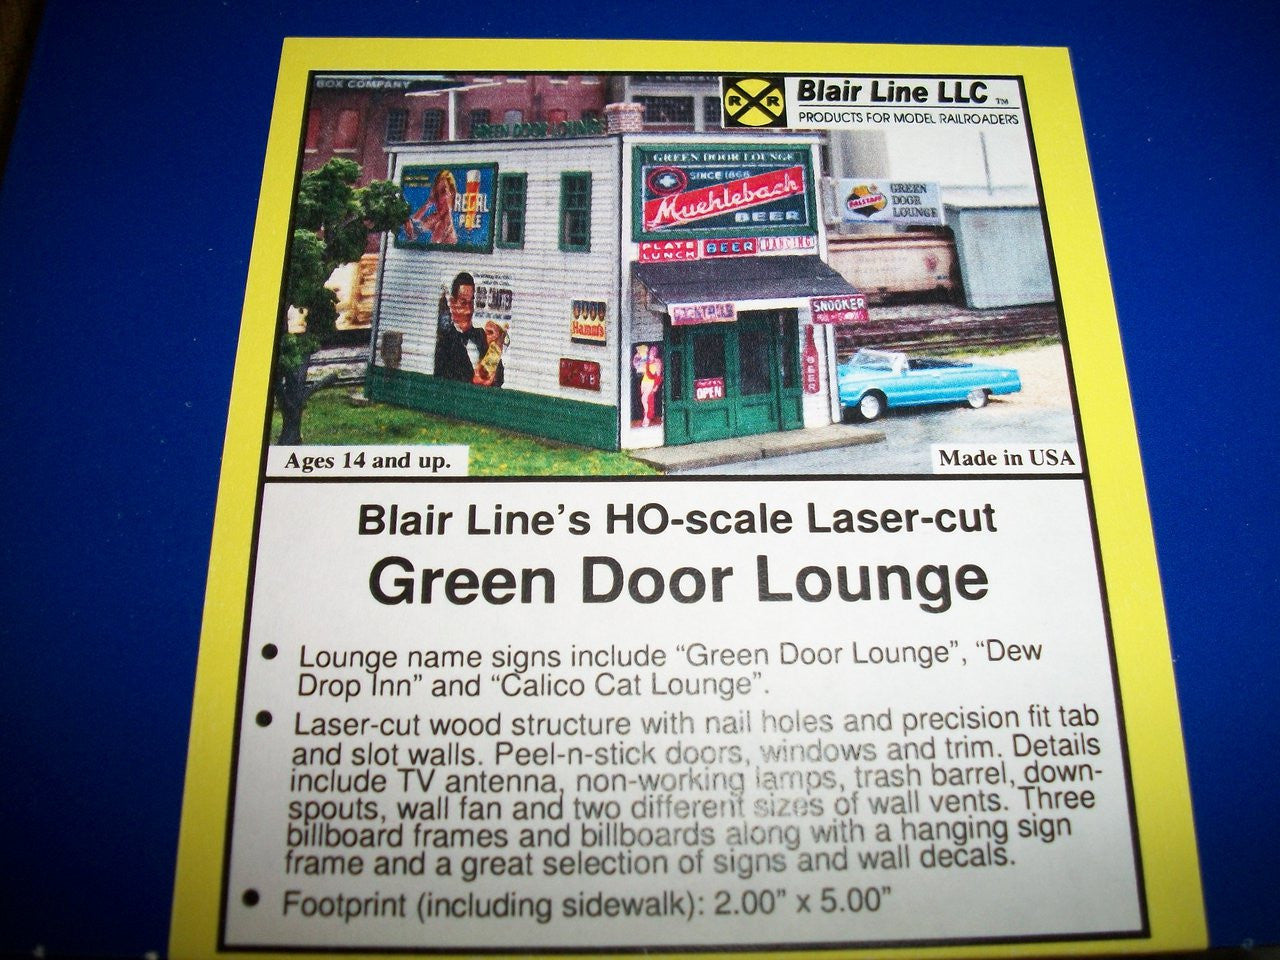 BOX COMPANY
RXR
Blair Line LLC TM
PRODUCTS FOR MODEL RAILROADERS
GREEN DOOR LOUNGE
GREEN DOOR LOUNGE
SINCE 1868
Muehlebach
BEER
REGAL
PALE
FALSTAFF
GREEN
DOOR
LOUNGE
PLATE
LUNCH
BEER
DANCING
SNOOKER
Hamm's
OPEN
BEER
Ages 14 and up.
Made in USA
Blair Line's HO-scale Laser-cut
Green Door Lounge
• Lounge name signs include “Green Door Lounge”, “Dew
Drop Inn” and “Calico Cat Lounge”.
• Laser-cut wood structure with nail holes and precision fit tab
and slot walls. Peel-n-stick doors, windows and trim. Details
include TV antenna, non-working lamps, trash barrel, down-
spouts, wall fan and two different sizes of wall vents. Three
billboard frames and billboards along with a hanging sign
frame and a great selection of signs and wall decals.
• Footprint (including sidewalk): 2.00” x 5.00”